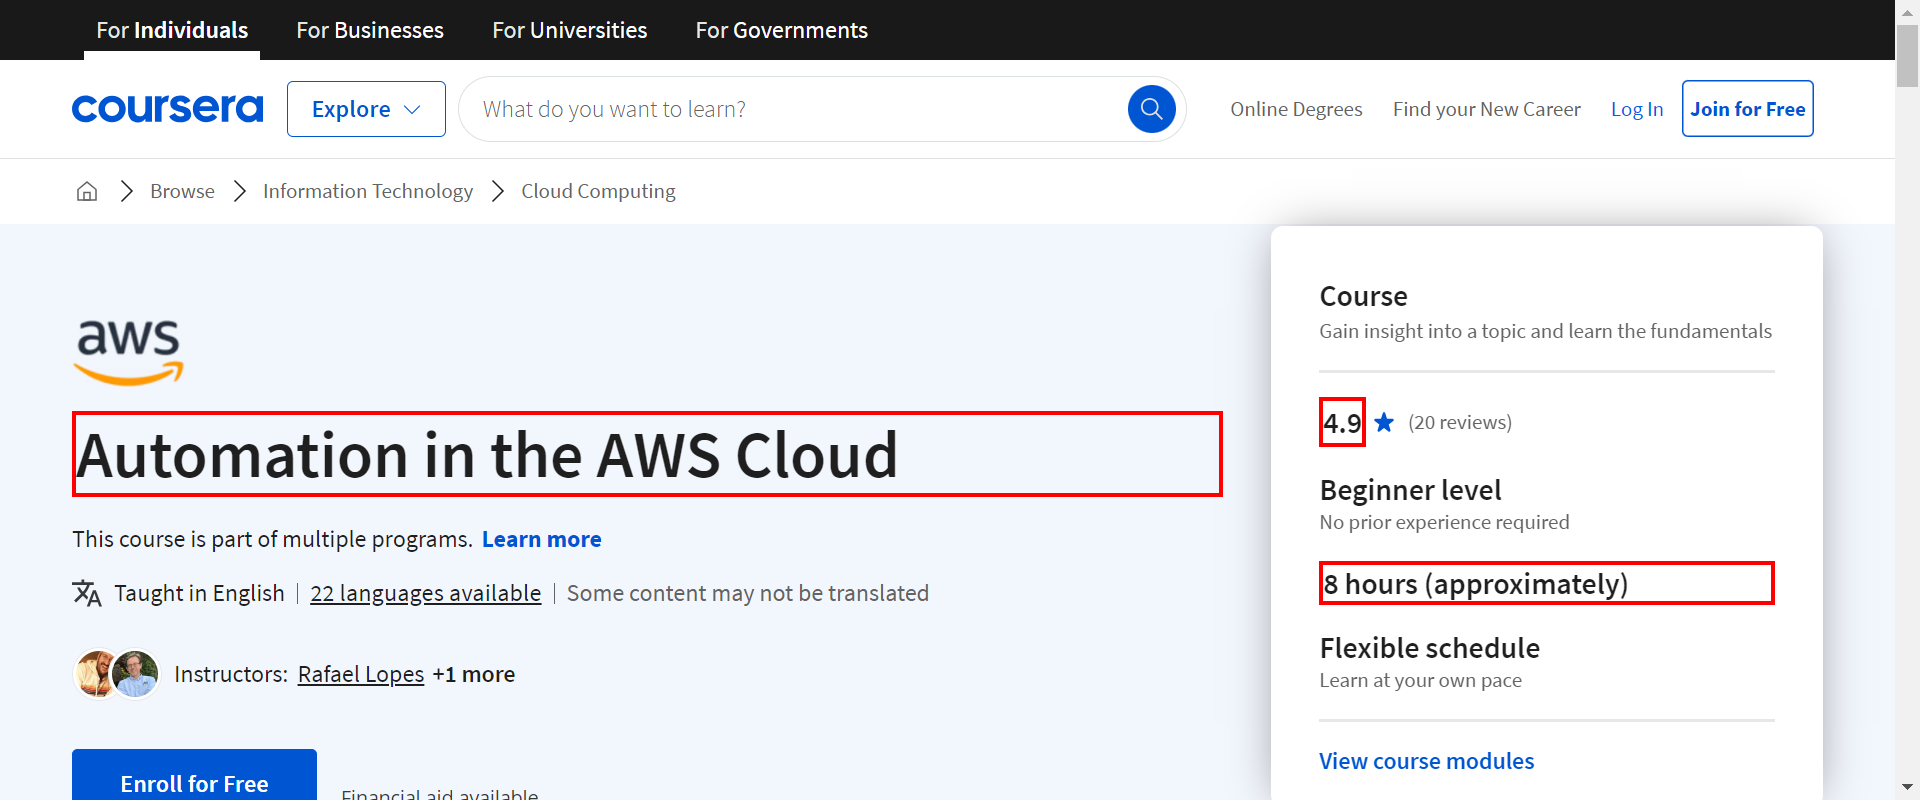 For Individuals
For Businesses
For Universities
For Governments
coursera
Explore
What do you want to learn?
Online Degrees
Find your New Career
Log In
Join for Free
Browse
Information Technology
Cloud Computing
aws
Automation in the AWS Cloud
This course is part of multiple programs. Learn more
Taught in English
22 languages available
Some content may not be translated
Instructors: Rafael Lopes +1 more
Enroll for Free
Financial aid available
Course
Gain insight into a topic and learn the fundamentals
4.9 (20 reviews)
Beginner level
No prior experience required
8 hours (approximately)
Flexible schedule
Learn at your own pace
View course modules